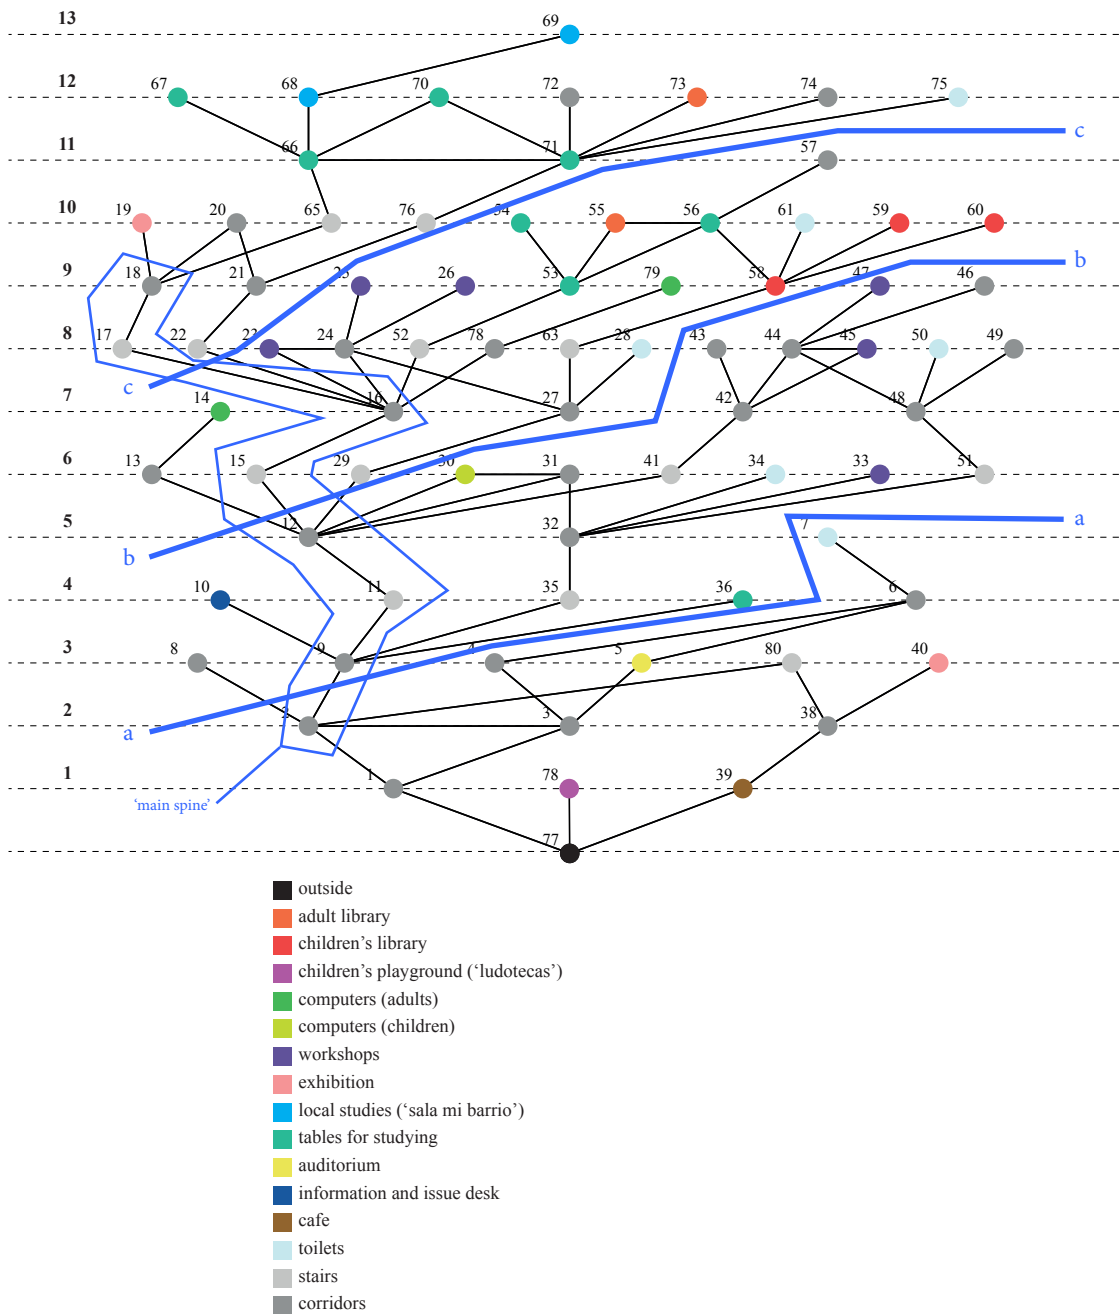 13 69
12 67 68 70 72 73 74 75
c
11 66 71 57
10 19 20 65 76 54 55 56 61 59 60
b
9 18 21 25 26 53 79 58 47 46
8 17 22 23 24 52 78 63 28 43 44 45 50 49
c
7 14 16 27 42 48
6 13 15 29 30 31 41 34 33 51
a
5 12 32 7
b
4 10 11 35 36 6
3 8 9 4 5 80 40
2 2 3 38
a
1 1 78 39
'main spine'
77
outside
adult library
children's library
children's playground ('ludotecas')
computers (adults)
computers (children)
workshops
exhibition
local studies ('sala mi barrio')
tables for studying
auditorium
information and issue desk
cafe
toilets
stairs
corridors